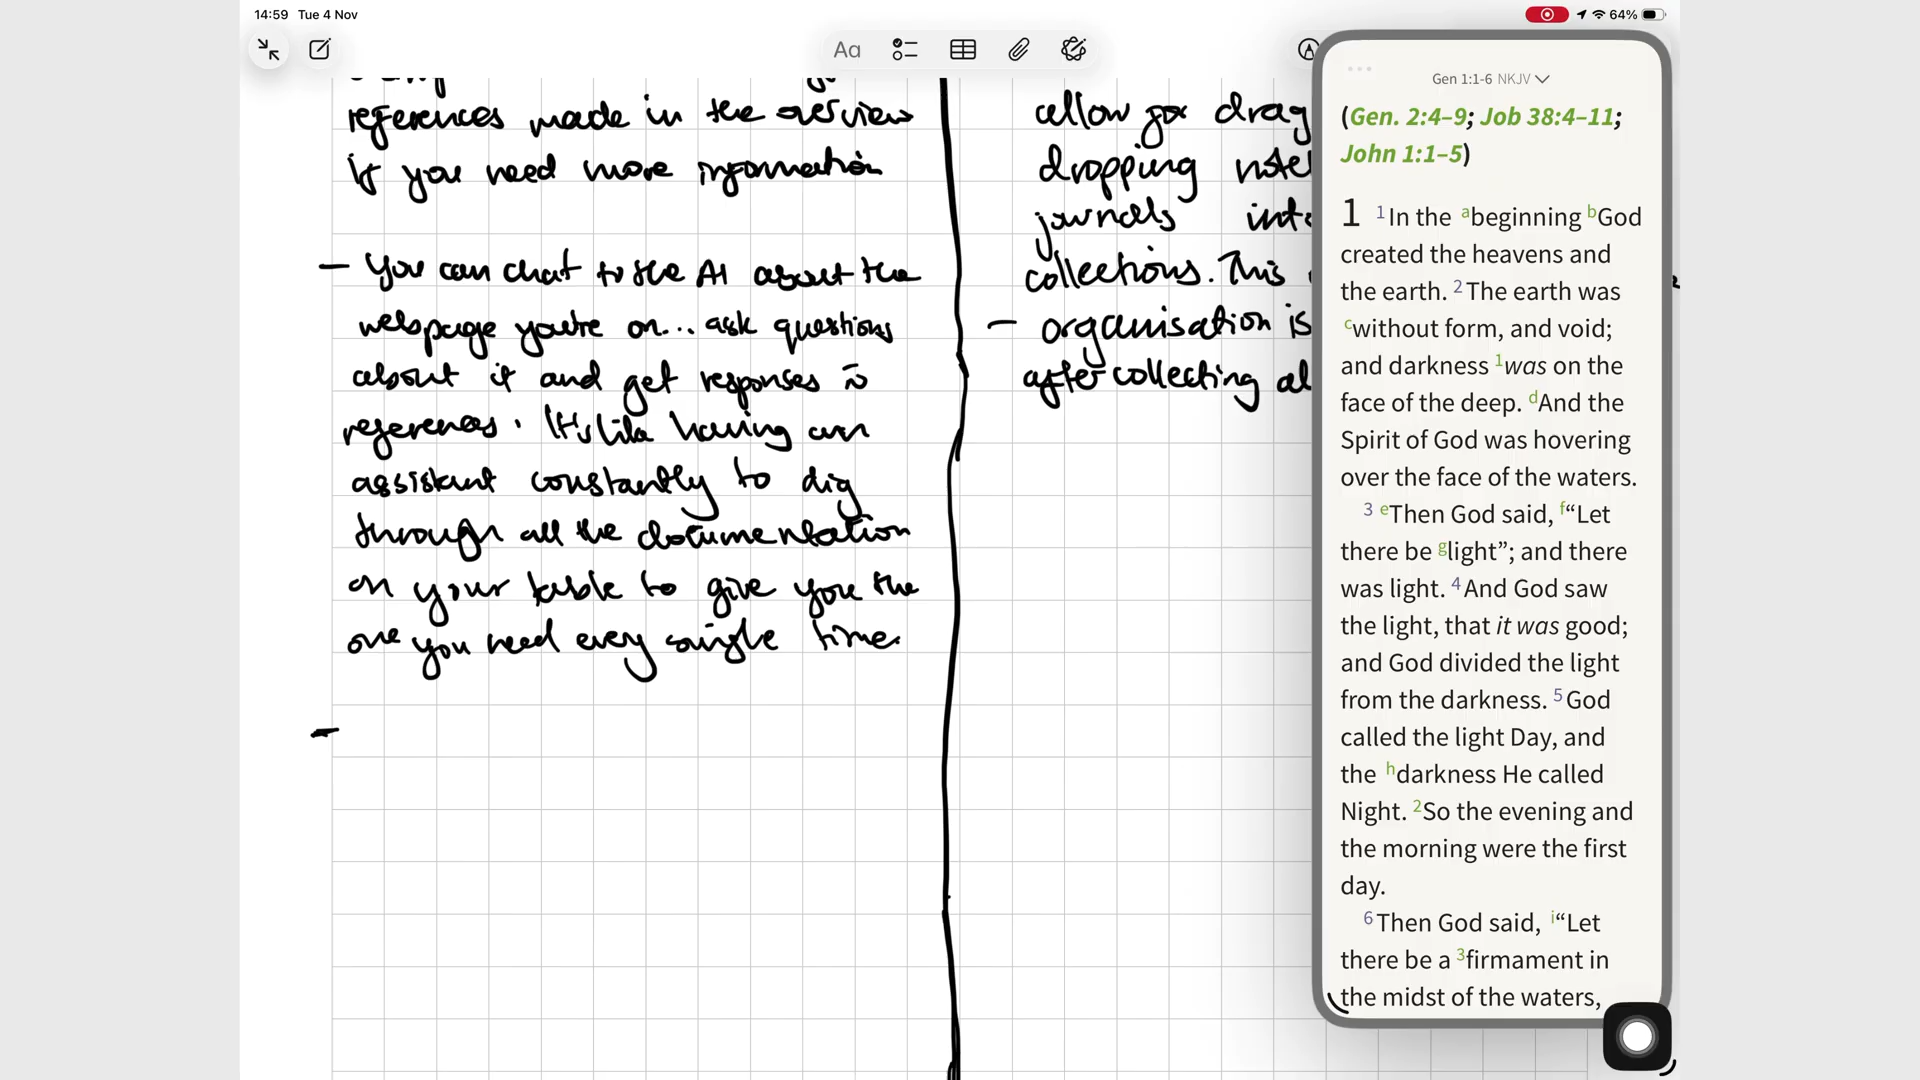 14:59 Tue 4 Nov
64%
Aa
references made in the overview
if you need more information
- You can chat to the AI about the
webpage you're on... ask questions
about it and get responses
references. It's like having an
assistant constantly to dig
through all the documentation
on your table to give you the
one you need every single time
-
allow for drag
dropping note
journals into
collections. This
- organisation is
after collecting al
Gen 1:1-6 NKJV
(Gen. 2:4–9; Job 38:4–11;
John 1:1–5)
1 1In the abeginning bGod
created the heavens and
the earth. 2The earth was
cwithout form, and void;
and darkness 1was on the
face of the deep. dAnd the
Spirit of God was hovering
over the face of the waters.
3 eThen God said, f“Let
there be glight”; and there
was light. 4And God saw
the light, that it was good;
and God divided the light
from the darkness. 5God
called the light Day, and
the hdarkness He called
Night. 2So the evening and
the morning were the first
day.
6Then God said, i“Let
there be a 3firmament in
the midst of the waters,